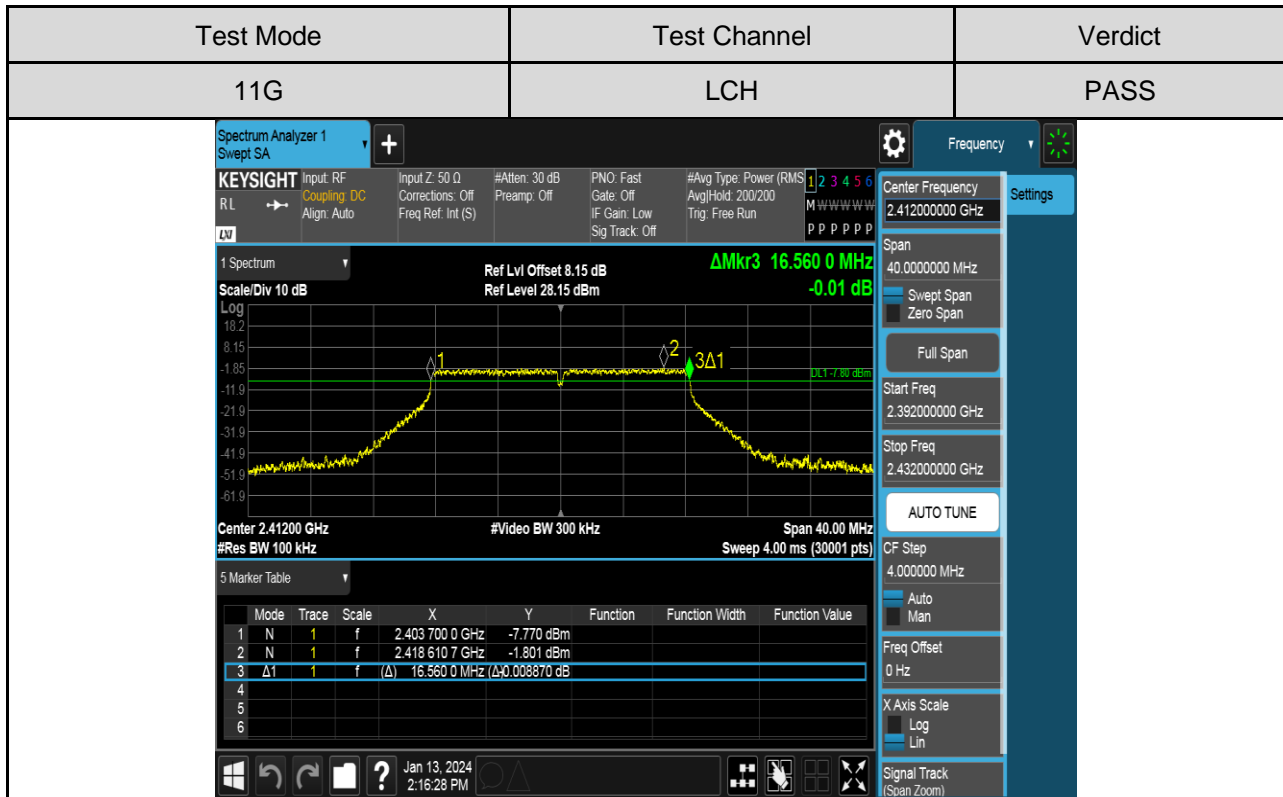 Test Mode Test Channel Verdict
11G LCH PASS
Spectrum Analyzer 1
Swept SA
+
Frequency
KEYSIGHT
RL
LXI
Input: RF
Coupling: DC
Align: Auto
Input Z: 50 Ω
Corrections: Off
Freq Ref: Int (S)
#Atten: 30 dB
Preamp: Off
PNO: Fast
Gate: Off
IF Gain: Low
Sig Track: Off
#Avg Type: Power (RMS
Avg|Hold: 200/200
Trig: Free Run
1 2 3 4 5 6
M W W W W W
P P P P P P
1 Spectrum
Scale/Div 10 dB
Ref Lvl Offset 8.15 dB
Ref Level 28.15 dBm
ΔMkr3 16.560 0 MHz
-0.01 dB
Log
18.2
8.15
-1.85
-11.9
-21.9
-31.9
-41.9
-51.9
-61.9
1
2
3Δ1
DL1 -7.80 dBm
Center 2.41200 GHz #Video BW 300 kHz Span 40.00 MHz
#Res BW 100 kHz Sweep 4.00 ms (30001 pts)
5 Marker Table
Mode Trace Scale X Y Function Function Width Function Value
1 N 1 f 2.403 700 0 GHz -7.770 dBm
2 N 1 f 2.418 610 7 GHz -1.801 dBm
3 Δ1 1 f (Δ) 16.560 0 MHz 0.008870 dB
4
5
6
?
Jan 13, 2024
2:16:28 PM
Center Frequency
2.412000000 GHz
Span
40.0000000 MHz
Swept Span
Zero Span
Full Span
Start Freq
2.392000000 GHz
Stop Freq
2.432000000 GHz
AUTO TUNE
CF Step
4.000000 MHz
Auto
Man
Freq Offset
0 Hz
X Axis Scale
Log
Lin
Signal Track
(Span Zoom)
Settings